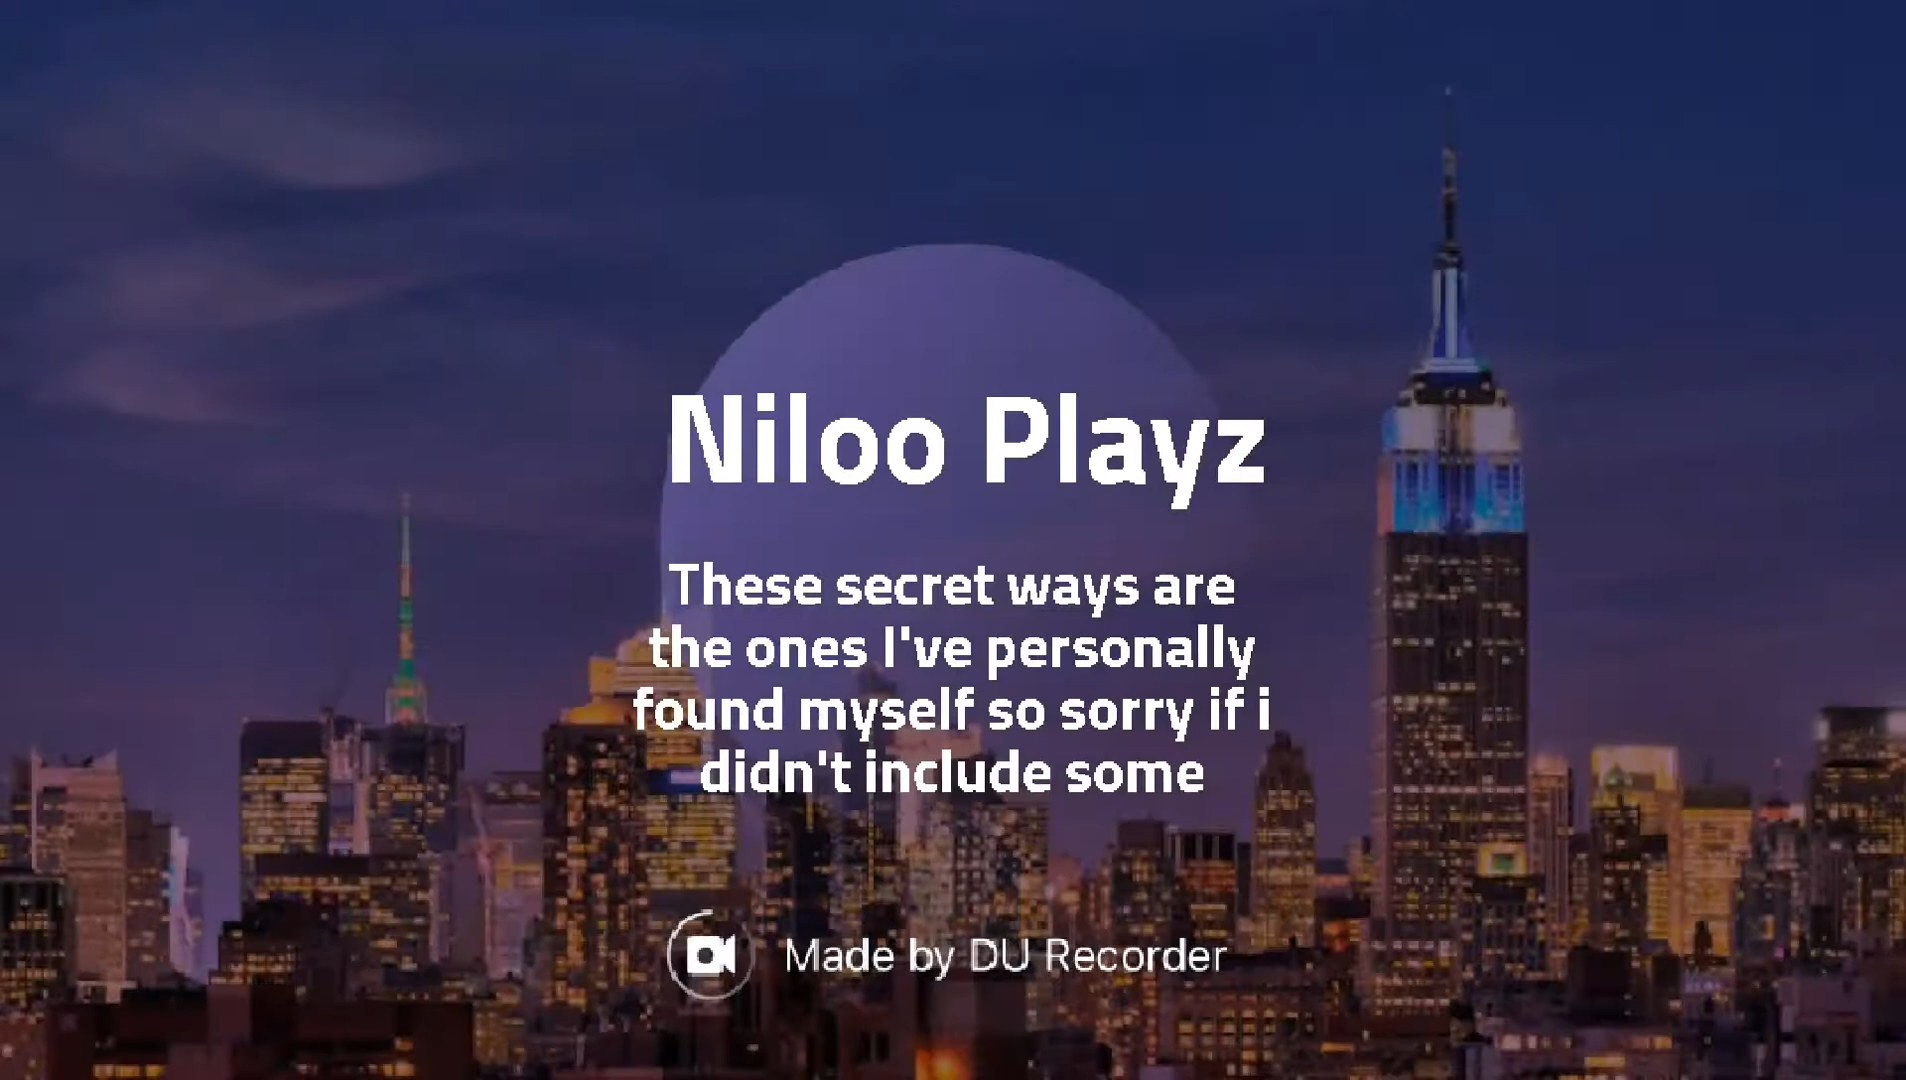 Niloo Playz
These secret ways are
the ones I've personally
found myself so sorry if i
didn't include some
Made by DU Recorder